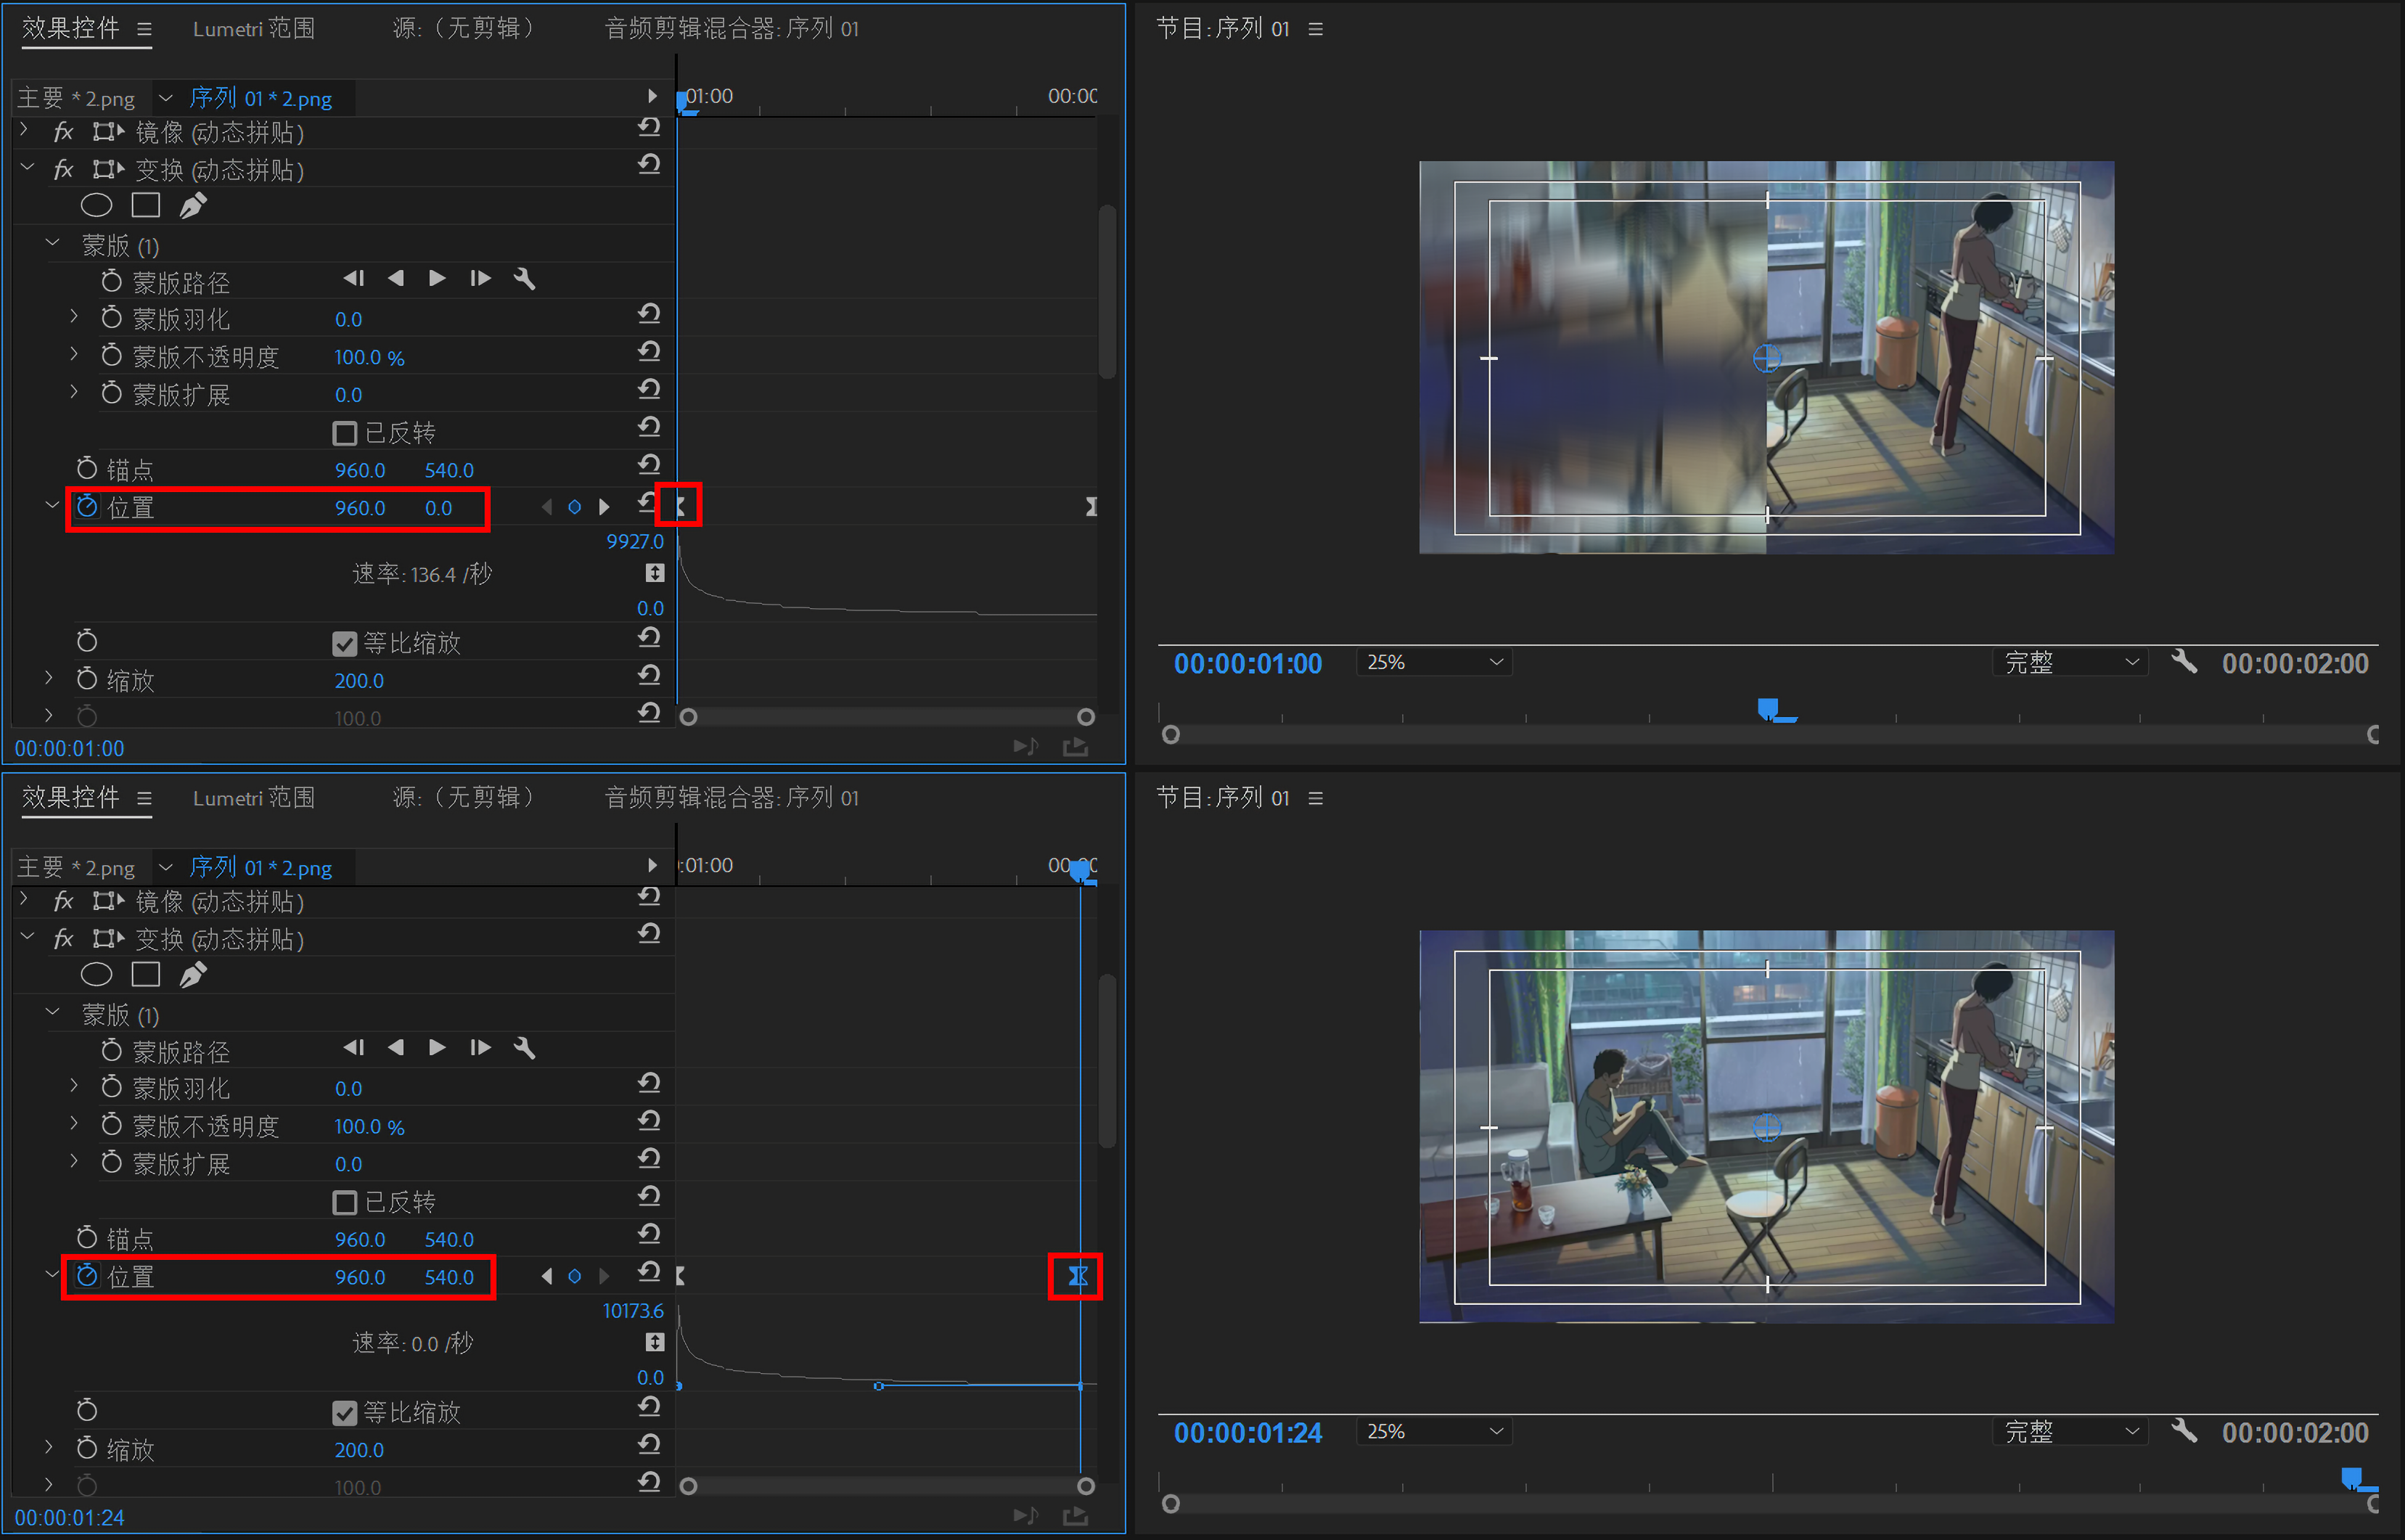 效果控件 Lumetri 范围 源:（无剪辑） 音频剪辑混合器: 序列 01 节目: 序列 01
主要 * 2.png 序列 01 * 2.png :01:00 00:00
fx 镜像 (动态拼贴)
fx 变换 (动态拼贴)
蒙版 (1)
蒙版路径
蒙版羽化 0.0
蒙版不透明度 100.0 %
蒙版扩展 0.0
已反转
锚点 960.0 540.0
位置 960.0 0.0
9927.0
速率: 136.4 /秒
0.0
等比缩放
缩放 200.0
100.0
00:00:01:00
00:00:01:00 25% 完整 00:00:02:00
效果控件 Lumetri 范围 源:（无剪辑） 音频剪辑混合器: 序列 01 节目: 序列 01
主要 * 2.png 序列 01 * 2.png :01:00
fx 镜像 (动态拼贴)
fx 变换 (动态拼贴)
蒙版 (1)
蒙版路径
蒙版羽化 0.0
蒙版不透明度 100.0 %
蒙版扩展 0.0
已反转
锚点 960.0 540.0
位置 960.0 540.0
10173.6
速率: 0.0 /秒
0.0
等比缩放
缩放 200.0
100.0
00:00:01:24
00:00:01:24 25% 完整 00:00:02:00